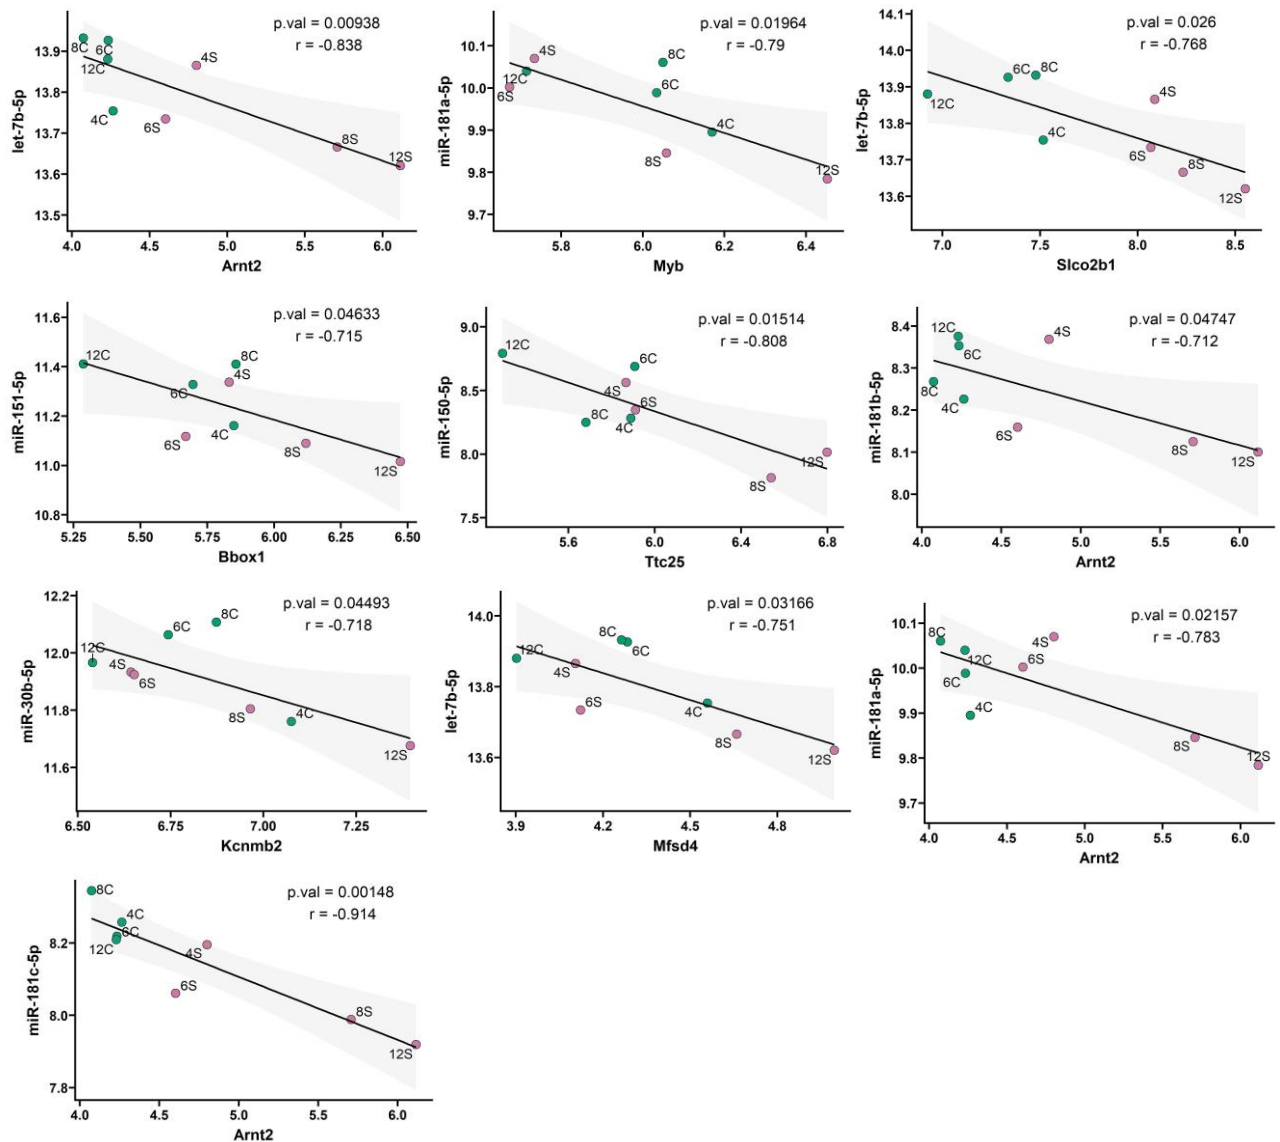 p.val = 0.00938
r = -0.838
let-7b-5p
13.9
13.8
13.7
13.6
13.5
8C
6C
12C
4C
4S
6S
8S
12S
4.0 4.5 5.0 5.5 6.0
Arnt2
p.val = 0.01964
r = -0.79
miR-181a-5p
10.1
10.0
9.9
9.8
9.7
4S
12C
6S
8C
6C
4C
8S
12S
5.8 6.0 6.2 6.4
Myb
p.val = 0.026
r = -0.768
let-7b-5p
14.1
14.0
13.9
13.8
13.7
13.6
12C
6C
8C
4C
4S
6S
8S
12S
7.0 7.5 8.0 8.5
Slco2b1
p.val = 0.04633
r = -0.715
miR-151-5p
11.6
11.4
11.2
11.0
10.8
12C
8C
4S
6C
6S
4C
8S
12S
5.25 5.50 5.75 6.00 6.25 6.50
Bbox1
p.val = 0.01514
r = -0.808
miR-150-5p
9.0
8.5
8.0
7.5
12C
6C
4S
6S
8C
4C
8S
12S
5.6 6.0 6.4 6.8
Ttc25
p.val = 0.04747
r = -0.712
miR-181b-5p
8.4
8.3
8.2
8.1
8.0
12C
6C
8C
4C
4S
6S
8S
12S
4.0 4.5 5.0 5.5 6.0
Arnt2
p.val = 0.04493
r = -0.718
miR-30b-5p
12.2
12.0
11.8
11.6
12C
6C
8C
4S
6S
8S
4C
12S
6.50 6.75 7.00 7.25
Kcnmb2
p.val = 0.03166
r = -0.751
let-7b-5p
14.0
13.8
13.6
12C
8C
6C
4S
6S
4C
8S
12S
3.9 4.2 4.5 4.8
Mfsd4
p.val = 0.02157
r = -0.783
miR-181a-5p
10.1
10.0
9.9
9.8
9.7
8C
12C
6C
4C
4S
6S
8S
12S
4.0 4.5 5.0 5.5 6.0
Arnt2
p.val = 0.00148
r = -0.914
miR-181c-5p
8.2
8.0
7.8
8C
4C
6C
12C
4S
6S
8S
12S
4.0 4.5 5.0 5.5 6.0
Arnt2